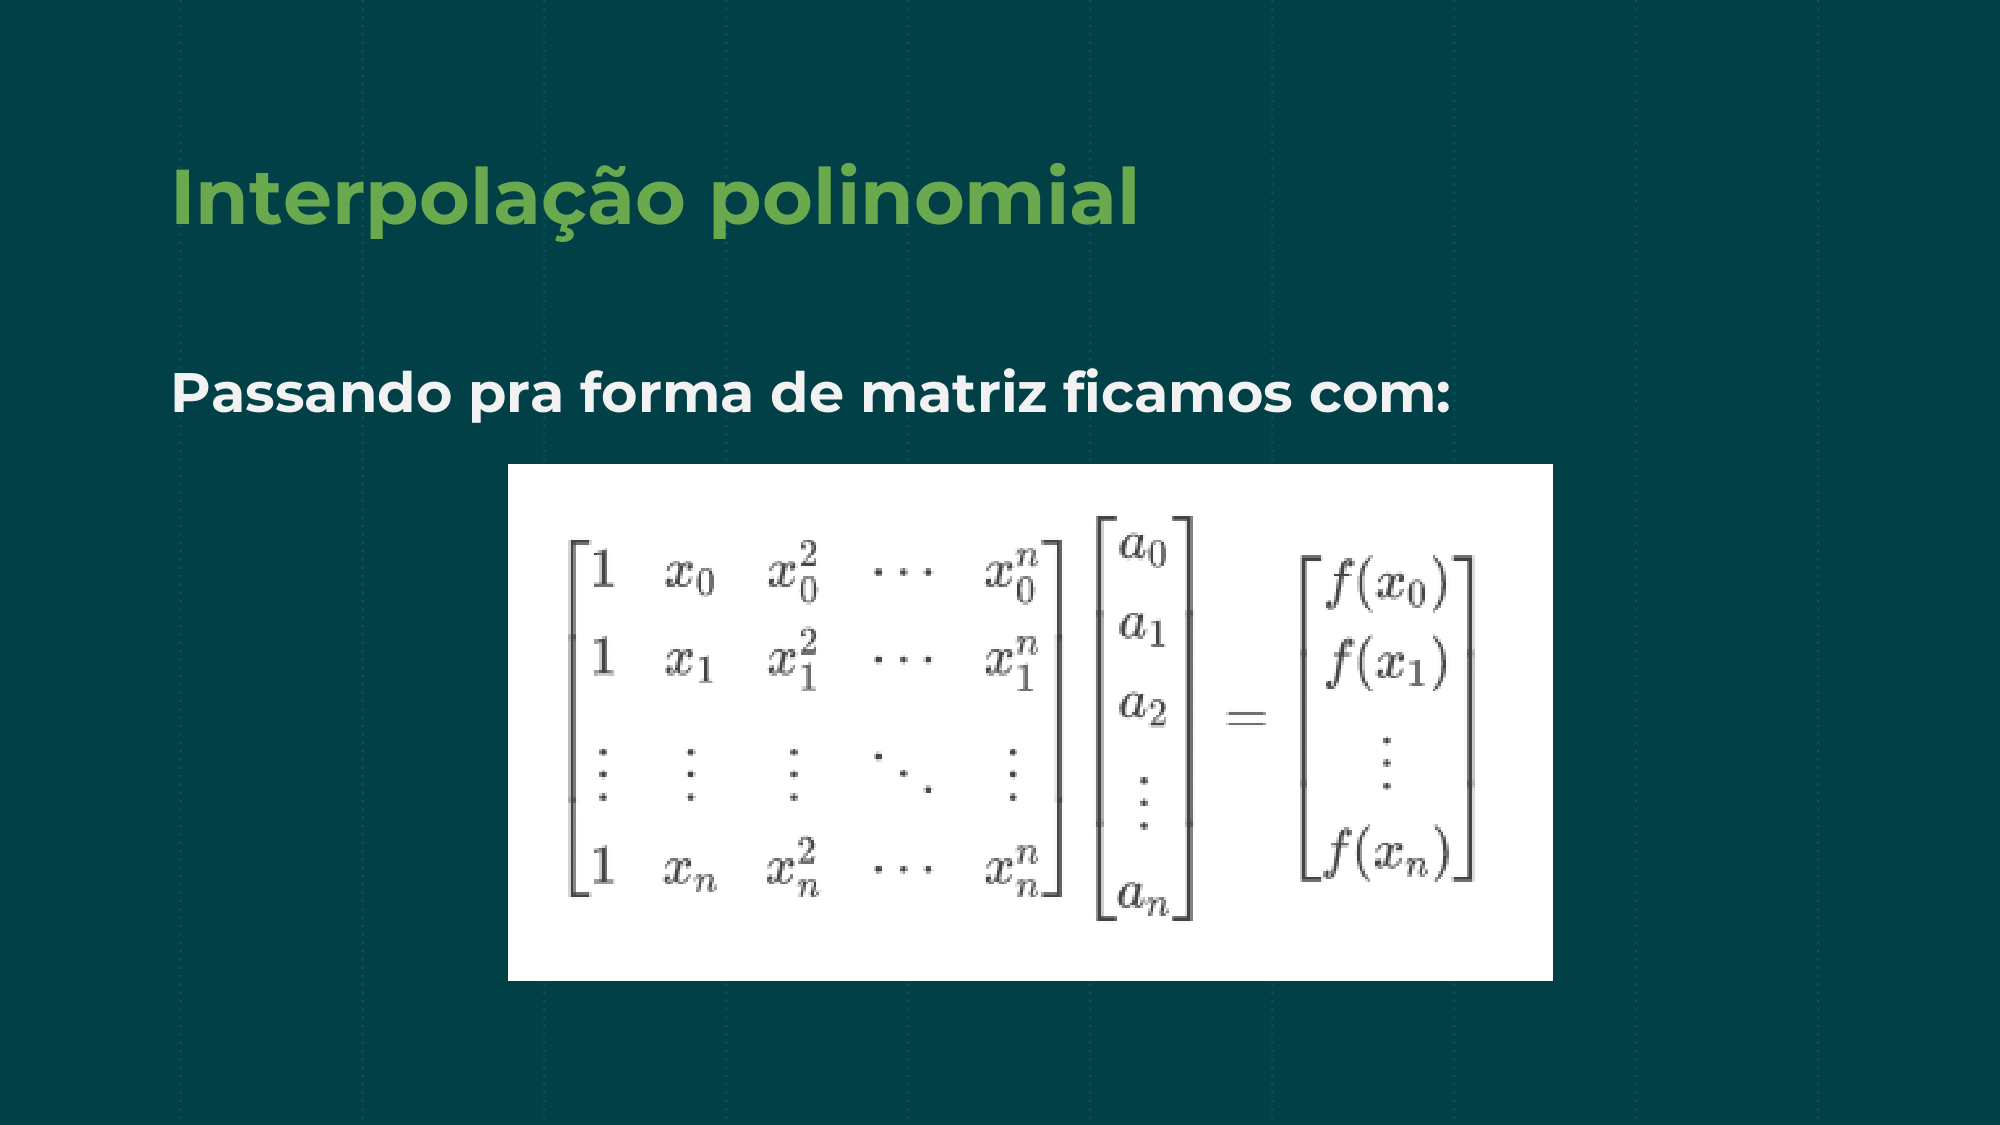 Interpolação polinomial
Passando pra forma de matriz ficamos com:
\begin{bmatrix} 1 & x_0 & x_0^2 & \cdots & x_0^n \\ 1 & x_1 & x_1^2 & \cdots & x_1^n \\ \vdots & \vdots & \vdots & \ddots & \vdots \\ 1 & x_n & x_n^2 & \cdots & x_n^n \end{bmatrix} \begin{bmatrix} a_0 \\ a_1 \\ a_2 \\ \vdots \\ a_n \end{bmatrix} = \begin{bmatrix} f(x_0) \\ f(x_1) \\ \vdots \\ f(x_n) \end{bmatrix}